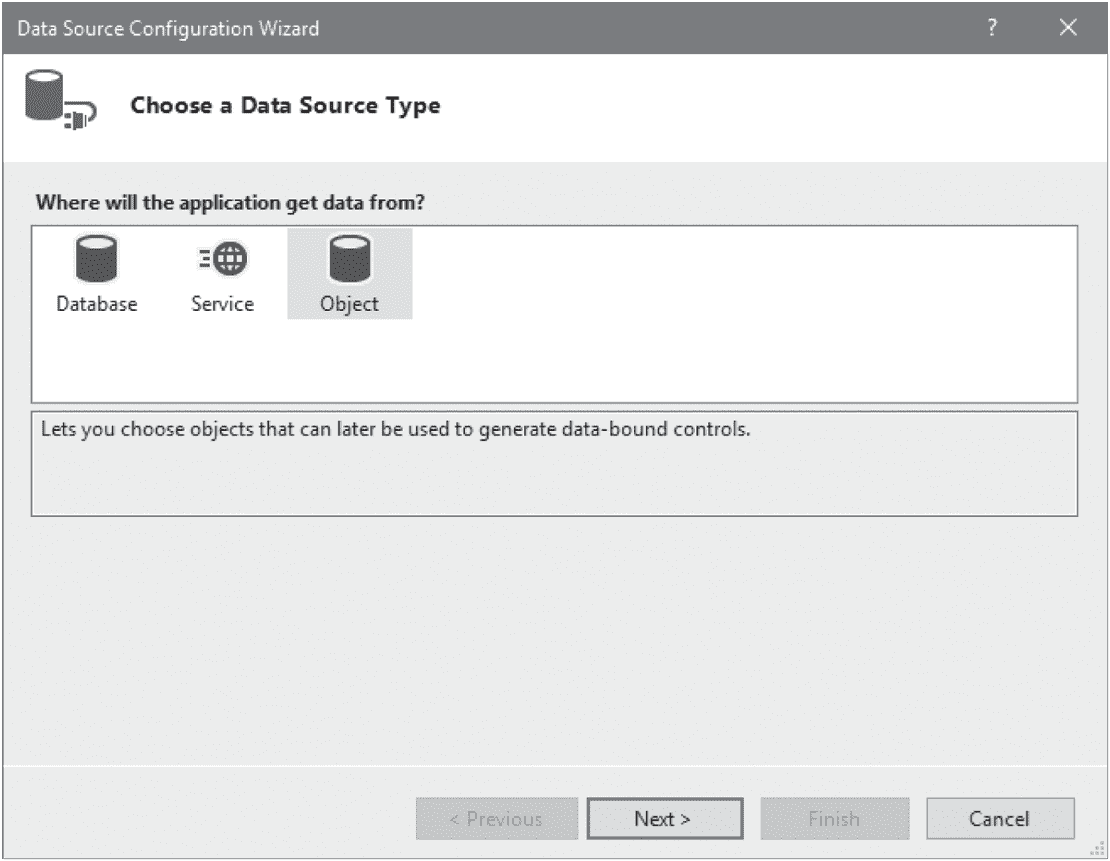 Data Source Configuration Wizard
?
Choose a Data Source Type
Where will the application get data from?
Database
Service
Object
Lets you choose objects that can later be used to generate data-bound controls.
< Previous
Next >
Finish
Cancel